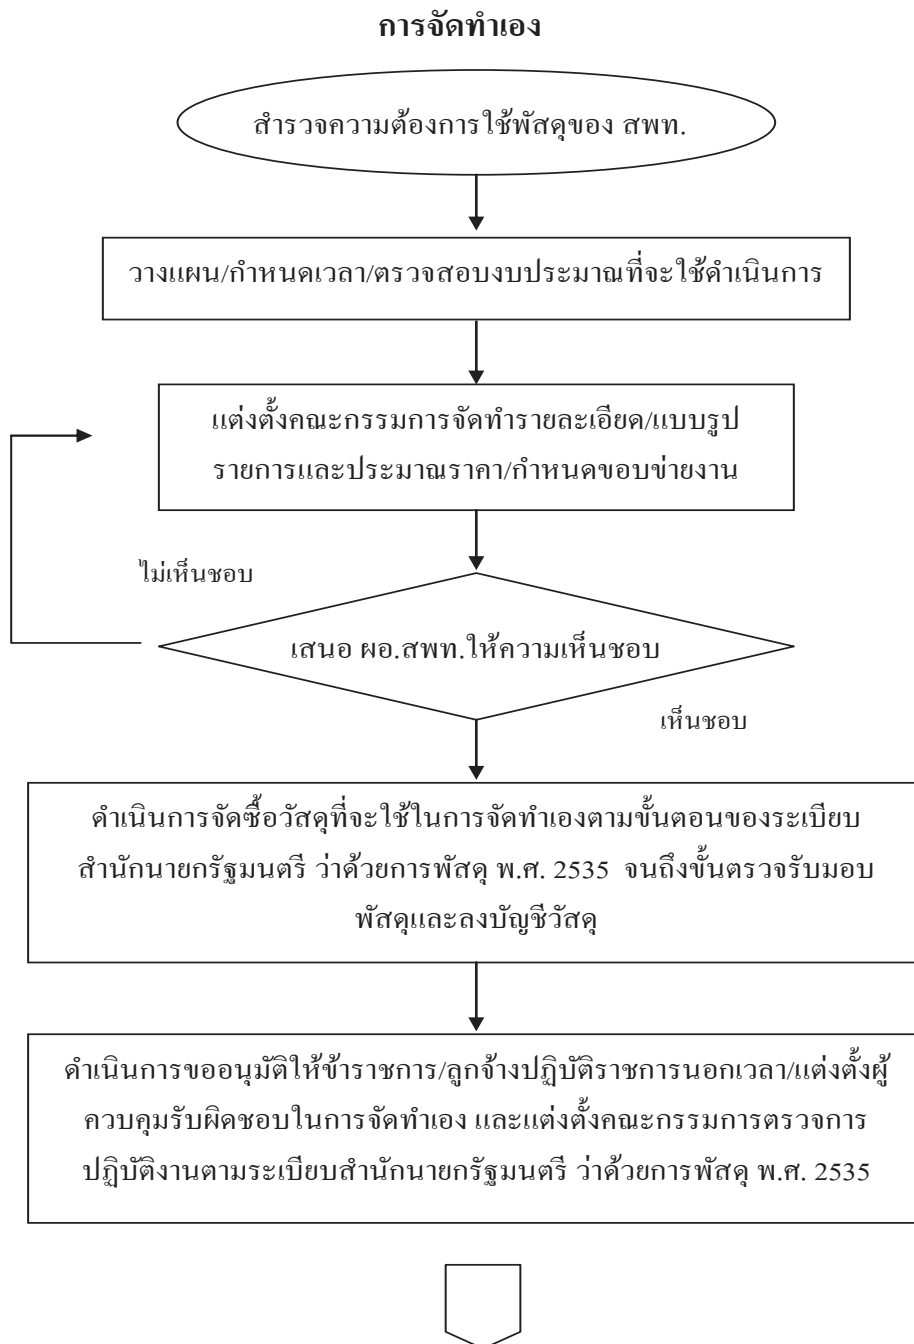 การจัดทำเอง
สำรวจความต้องการใช้พัสดุของ สพท.
วางแผน/กำหนดเวลา/ตรวจสอบงบประมาณที่จะใช้ดำเนินการ
แต่งตั้งคณะกรรมการจัดทำรายละเอียด/แบบรูป
รายการและประมาณราคา/กำหนดขอบข่ายงาน
ไม่เห็นชอบ
เสนอ ผอ.สพท.ให้ความเห็นชอบ
เห็นชอบ
ดำเนินการจัดซื้อวัสดุที่จะใช้ในการจัดทำเองตามขั้นตอนของระเบียบ
สำนักนายกรัฐมนตรี ว่าด้วยการพัสดุ พ.ศ. 2535 จนถึงขั้นตรวจรับมอบ
พัสดุและลงบัญชีวัสดุ
ดำเนินการขออนุมัติให้ข้าราชการ/ลูกจ้างปฏิบัติราชการนอกเวลา/แต่งตั้งผู้
ควบคุมรับผิดชอบในการจัดทำเอง และแต่งตั้งคณะกรรมการตรวจการ
ปฏิบัติงานตามระเบียบสำนักนายกรัฐมนตรี ว่าด้วยการพัสดุ พ.ศ. 2535